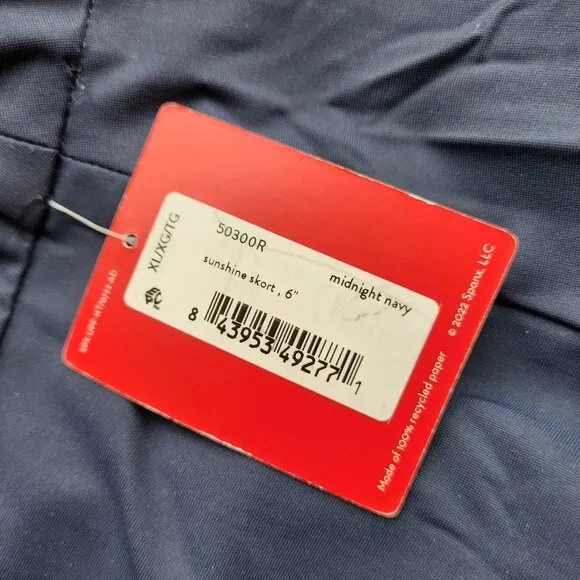 XL/XG/TG
50300R
sunshine skort , 6"
midnight navy
8 43953 49277 1
Made of 100% recycled paper
© 2022 Spanx, LLC